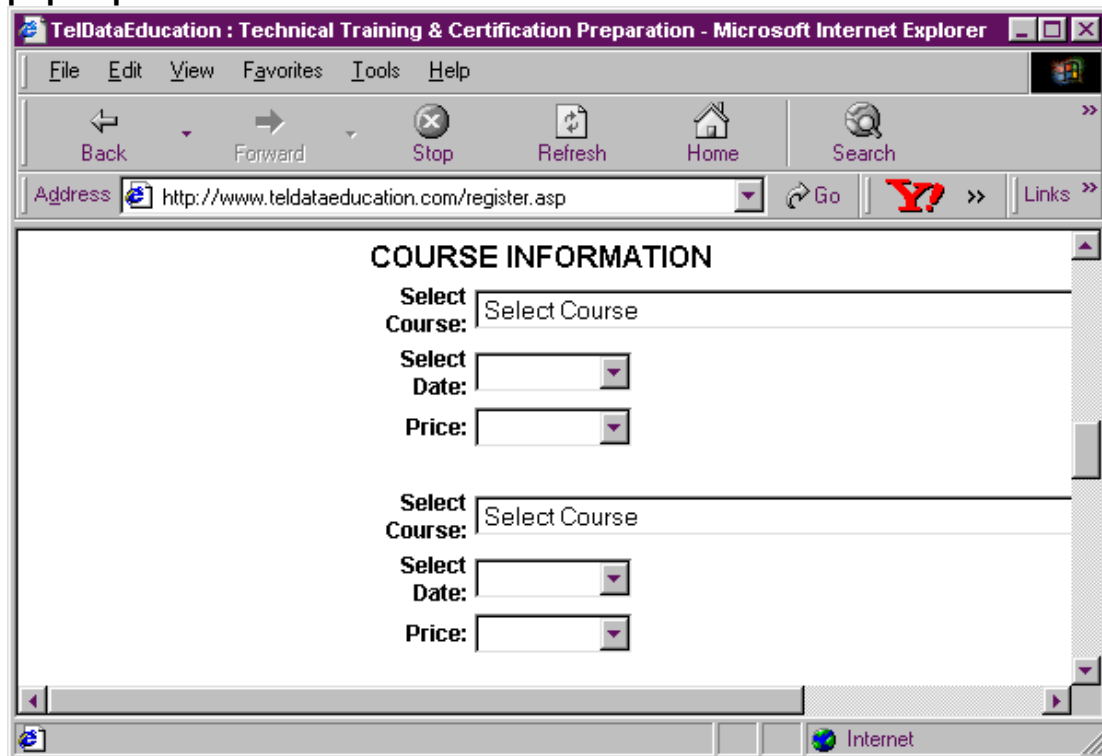 TelDataEducation : Technical Training & Certification Preparation - Microsoft Internet Explorer
File Edit View Favorites Tools Help
Back Forward Stop Refresh Home Search »
Address http://www.teldataeducation.com/register.asp Go Y! » Links »
COURSE INFORMATION
Select
Course: Select Course
Select
Date:
Price:
Select
Course: Select Course
Select
Date:
Price:
Internet